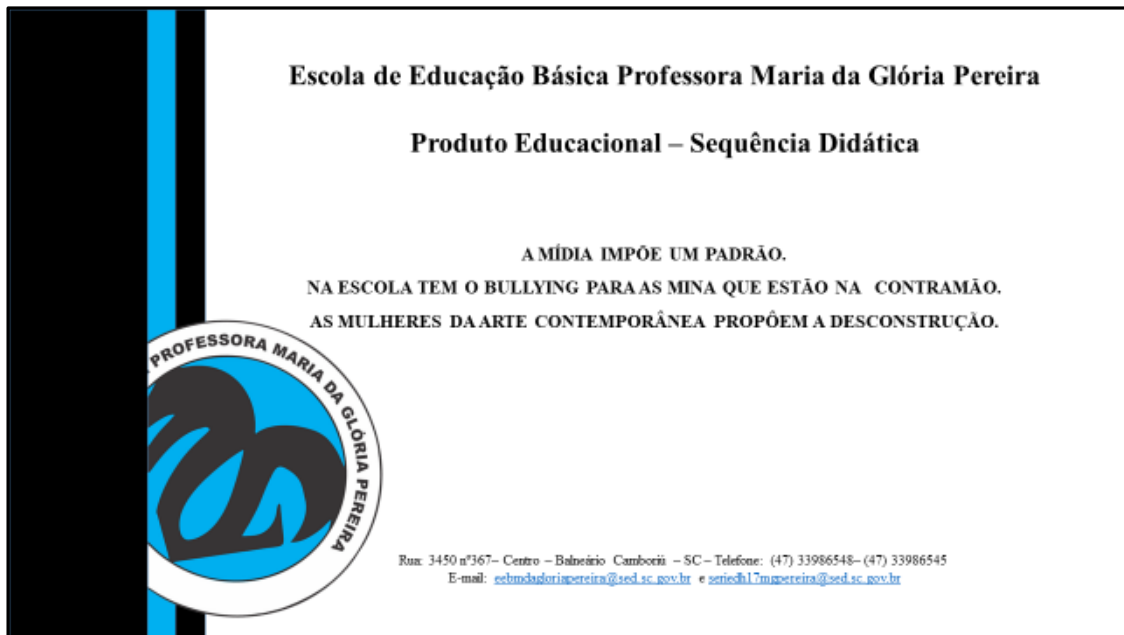 Escola de Educação Básica Professora Maria da Glória Pereira
Produto Educacional – Sequência Didática
A MÍDIA IMPÕE UM PADRÃO.
NA ESCOLA TEM O BULLYING PARA AS MINA QUE ESTÃO NA CONTRAMÃO.
AS MULHERES DA ARTE CONTEMPORÂNEA PROPÕEM A DESCONSTRUÇÃO.
PROFESSORA MARIA DA GLÓRIA PEREIRA
Rua: 3450 nº367– Centro – Balneário Camboriú – SC – Telefone: (47) 33986548– (47) 33986545
E-mail: eebmdagloriapereira@sed.sc.gov.br e seriedh17mgpereira@sed.sc.gov.br